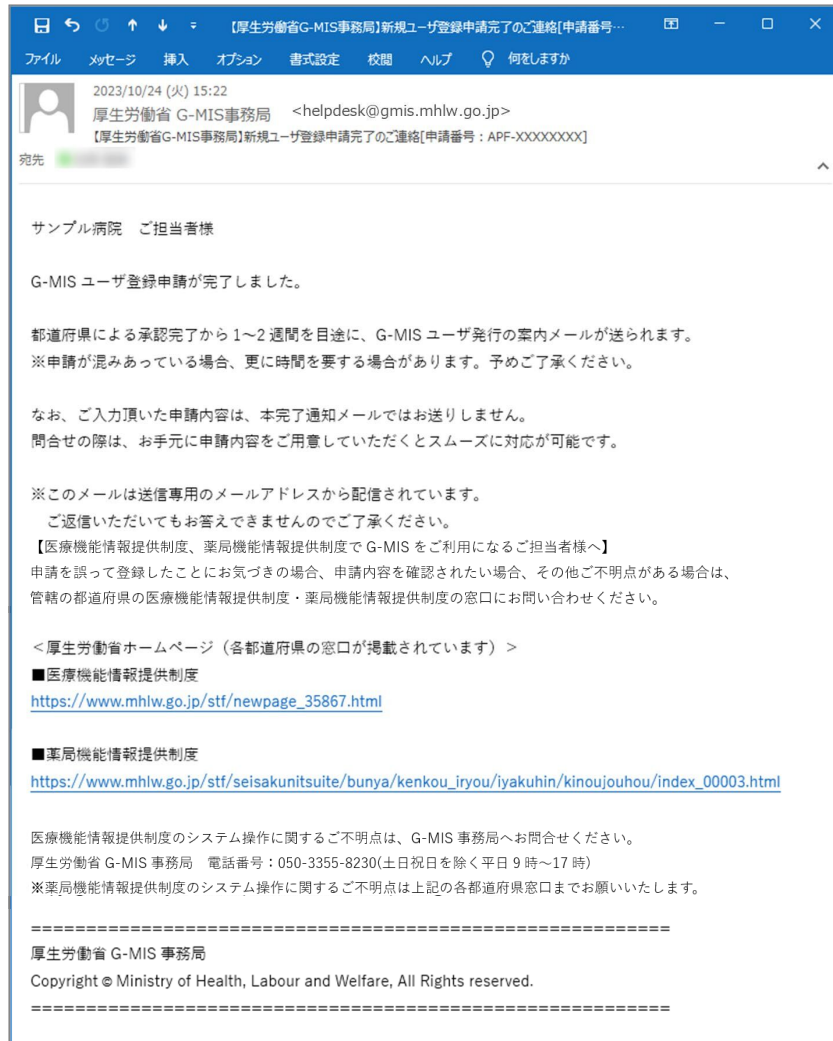 【厚生労働省G-MIS事務局】新規ユーザ登録申請完了のご連絡[申請番号…
ファイル メッセージ 挿入 オプション 書式設定 校閲 ヘルプ 何をしますか
2023/10/24 (火) 15:22
厚生労働省 G-MIS事務局 <helpdesk@gmis.mhlw.go.jp>
【厚生労働省G-MIS事務局】新規ユーザ登録申請完了のご連絡[申請番号：APF-XXXXXXXX]
宛先
サンプル病院　ご担当者様
G-MIS ユーザ登録申請が完了しました。
都道府県による承認完了から 1～2 週間を目途に、G-MIS ユーザ発行の案内メールが送られます。
※申請が混みあっている場合、更に時間を要する場合があります。予めご了承ください。
なお、ご入力頂いた申請内容は、本完了通知メールではお送りしません。
問合せの際は、お手元に申請内容をご用意していただくとスムーズに対応が可能です。
※このメールは送信専用のメールアドレスから配信されています。
ご返信いただいてもお答えできませんのでご了承ください。
【医療機能情報提供制度、薬局機能情報提供制度で G-MIS をご利用になるご担当者様へ】
申請を誤って登録したことにお気づきの場合、申請内容を確認されたい場合、その他ご不明点がある場合は、
管轄の都道府県の医療機能情報提供制度・薬局機能情報提供制度の窓口にお問い合わせください。
＜厚生労働省ホームページ（各都道府県の窓口が掲載されています）＞
■医療機能情報提供制度
https://www.mhlw.go.jp/stf/newpage_35867.html
■薬局機能情報提供制度
https://www.mhlw.go.jp/stf/seisakunitsuite/bunya/kenkou_iryou/iyakuhin/kinoujouhou/index_00003.html
医療機能情報提供制度のシステム操作に関するご不明点は、G-MIS 事務局へお問合せください。
厚生労働省 G-MIS 事務局　電話番号：050-3355-8230(土日祝日を除く平日 9 時～17 時)
※薬局機能情報提供制度のシステム操作に関するご不明点は上記の各都道府県窓口までお願いいたします。
==========================================================
厚生労働省 G-MIS 事務局
Copyright © Ministry of Health, Labour and Welfare, All Rights reserved.
==========================================================